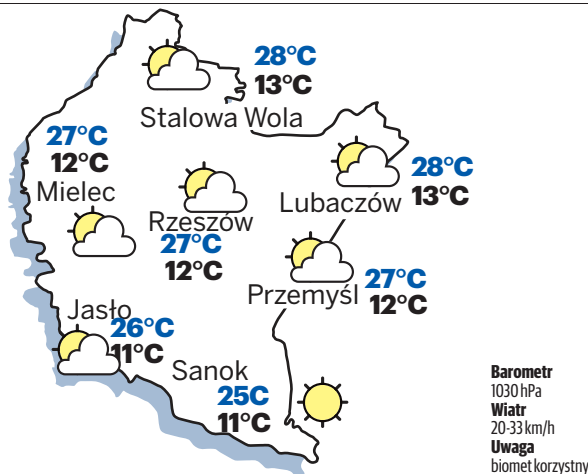 28°C
13°C
Stalowa Wola
27°C
12°C
Mielec
28°C
13°C
Lubaczów
Rzeszów
27°C
12°C
27°C
12°C
Przemyśl
Jasło
26°C
11°C
Sanok
25C
11°C
Barometr
1030 hPa
Wiatr
20-33 km/h
Uwaga
biomet korzystny